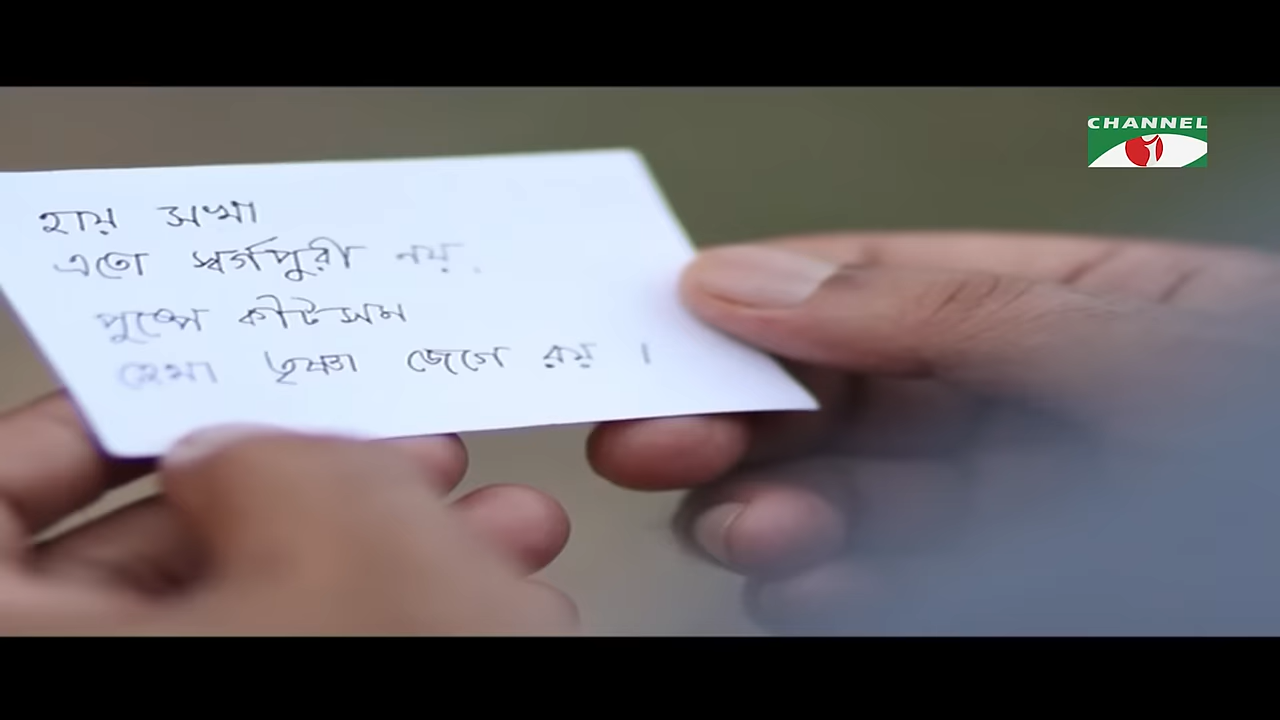 হায় সখা
এতো স্বর্গপুরী নয়,
পুষ্পে কীটসম
হেথা তৃষ্ণা জেগে রয় ।
CHANNEL
i